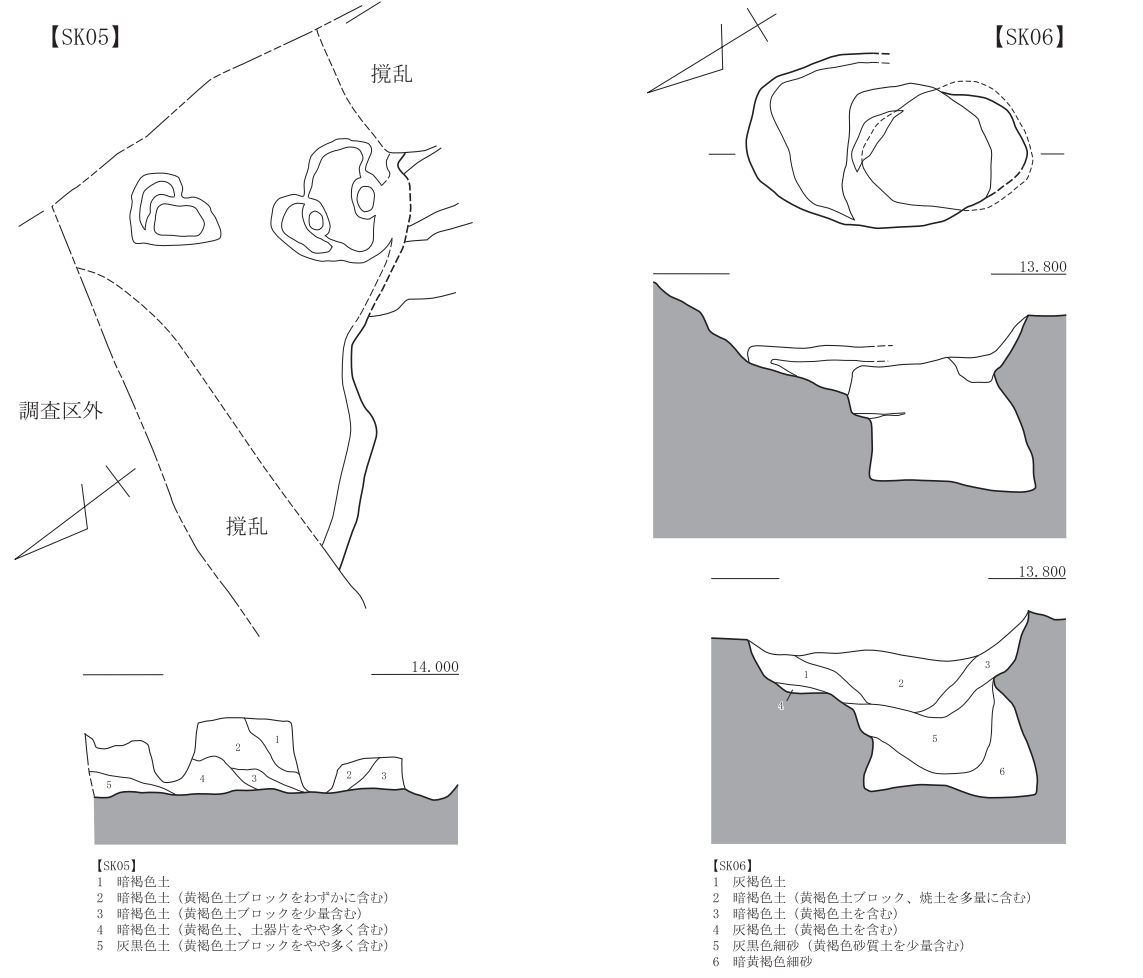 【SK05】
撹乱
調査区外
撹乱
14.000
1
2
2
3
3
4
5
【SK05】
1 暗褐色土
2 暗褐色土（黄褐色土ブロックをわずかに含む）
3 暗褐色土（黄褐色土ブロックを少量含む）
4 暗褐色土（黄褐色土、土器片をやや多く含む）
5 灰黒色土（黄褐色土ブロックをやや多く含む）
【SK06】
13.800
13.800
1
2
3
4
5
6
【SK06】
1 灰褐色土
2 暗褐色土（黄褐色土ブロック、焼土を多量に含む）
3 暗褐色土（黄褐色土を含む）
4 灰褐色土（黄褐色土を含む）
5 灰黒色細砂（黄褐色砂質土を少量含む）
6 暗黄褐色細砂